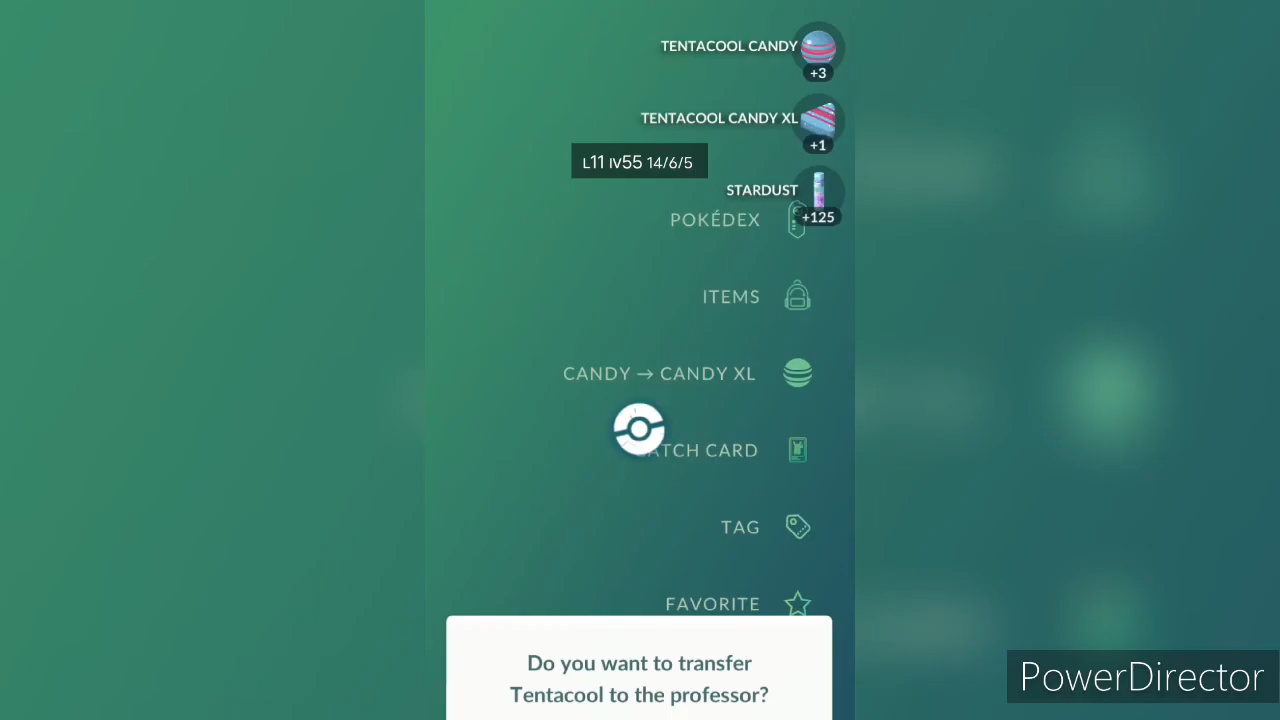 TENTACOOL CANDY
+3
TENTACOOL CANDY XL
+1
L11 IV55 14/6/5
STARDUST
+125
POKÉDEX
ITEMS
CANDY → CANDY XL
CATCH CARD
TAG
FAVORITE
Do you want to transfer
Tentacool to the professor?
PowerDirector